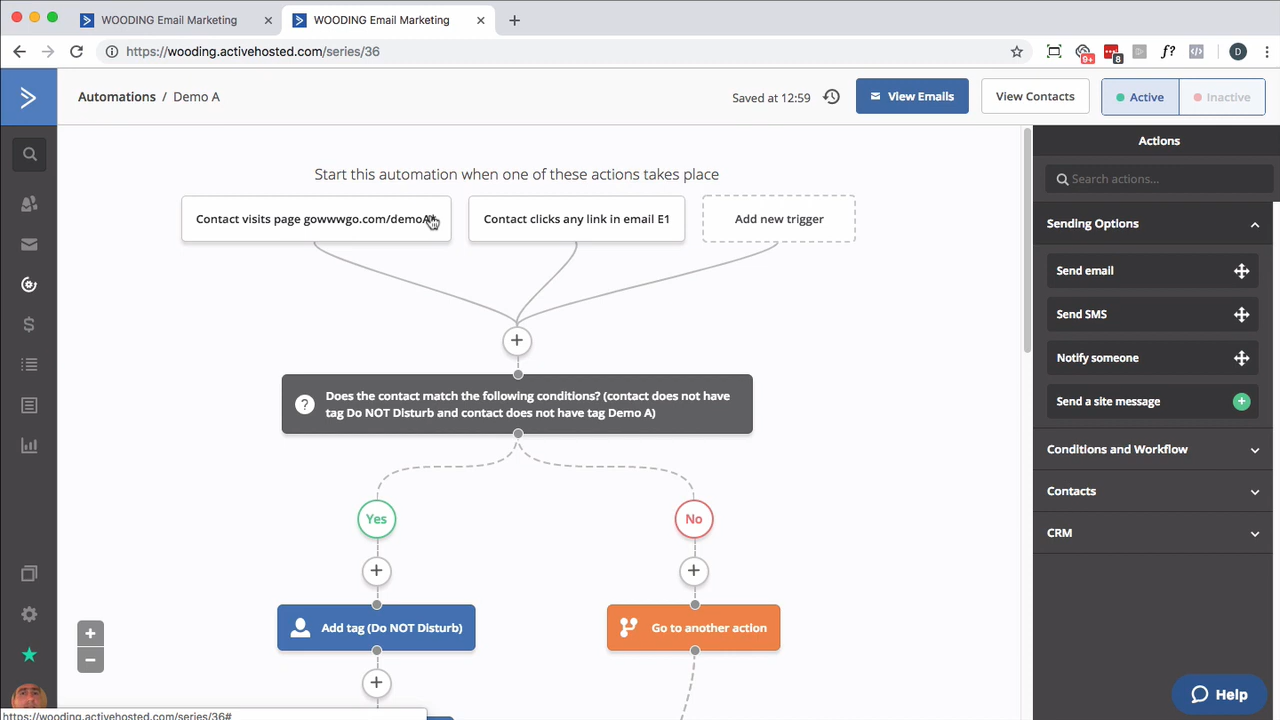 WOODING Email Marketing
WOODING Email Marketing
https://wooding.activehosted.com/series/36
9+
8
f?
D
Automations / Demo A
Saved at 12:59
View Emails
View Contacts
Active
Inactive
Start this automation when one of these actions takes place
Contact visits page gowwwgo.com/demoA*
Contact clicks any link in email E1
Add new trigger
Does the contact match the following conditions? (contact does not have
tag Do NOT Disturb and contact does not have tag Demo A)
Yes
No
Add tag (Do NOT Disturb)
Go to another action
Actions
Search actions...
Sending Options
Send email
Send SMS
Notify someone
Send a site message
Conditions and Workflow
Contacts
CRM
Help
https://wooding.activehosted.com/series/36#